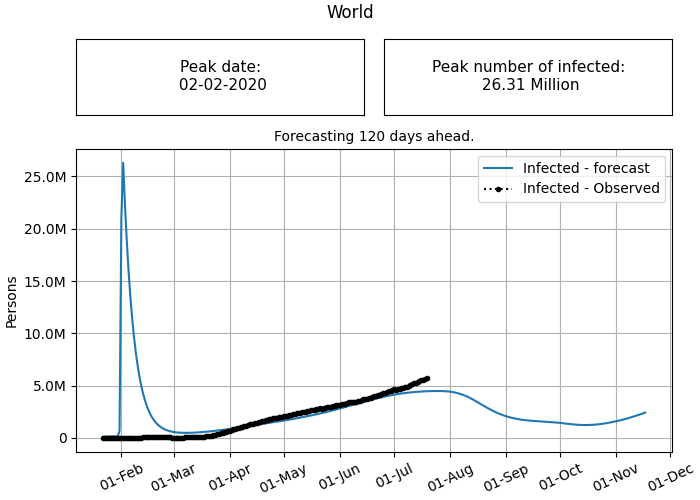 World
Peak date:
02-02-2020
Peak number of infected:
26.31 Million
Forecasting 120 days ahead.
Infected - forecast
Infected - Observed
Persons
25.0M
20.0M
15.0M
10.0M
5.0M
0
01-Feb
01-Mar
01-Apr
01-May
01-Jun
01-Jul
01-Aug
01-Sep
01-Oct
01-Nov
01-Dec